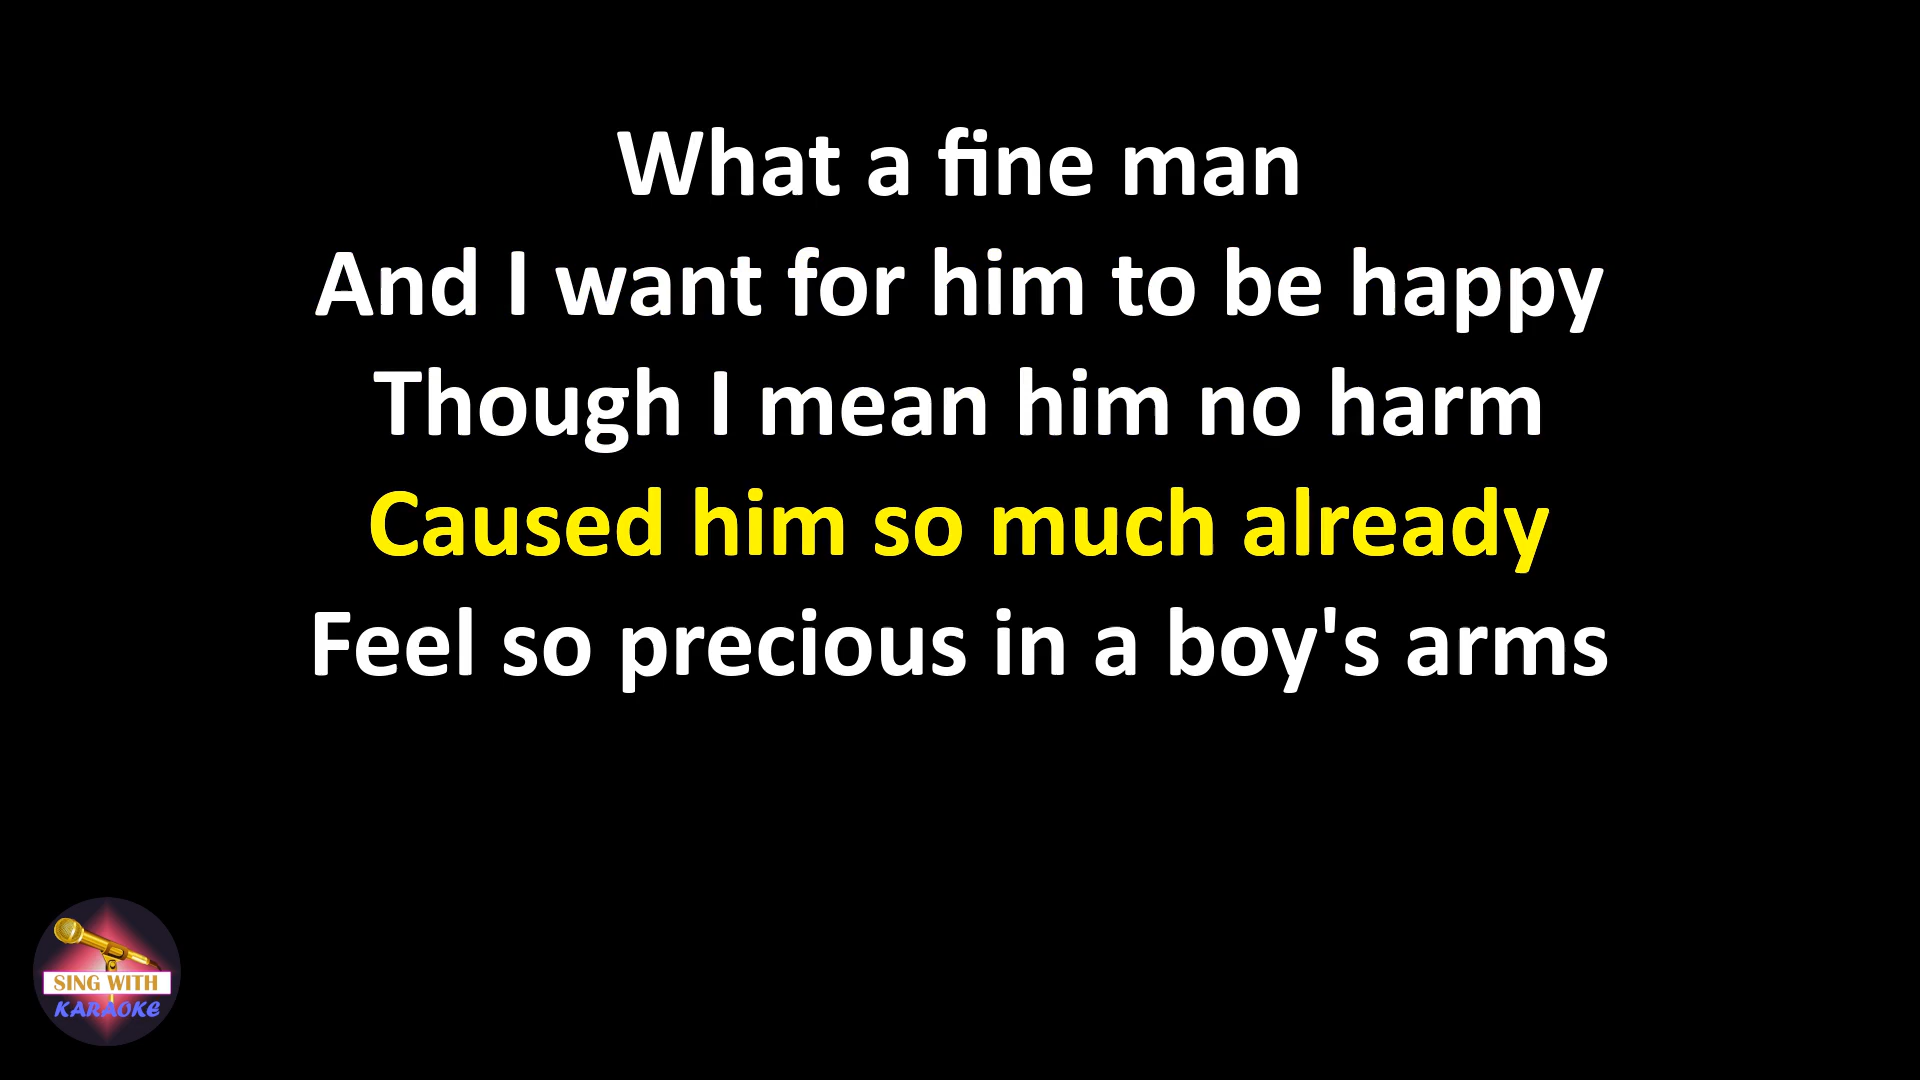 What a fine man
And I want for him to be happy
Though I mean him no harm
Caused him so much already
Feel so precious in a boy's arms
SING WITH
KARAOKE